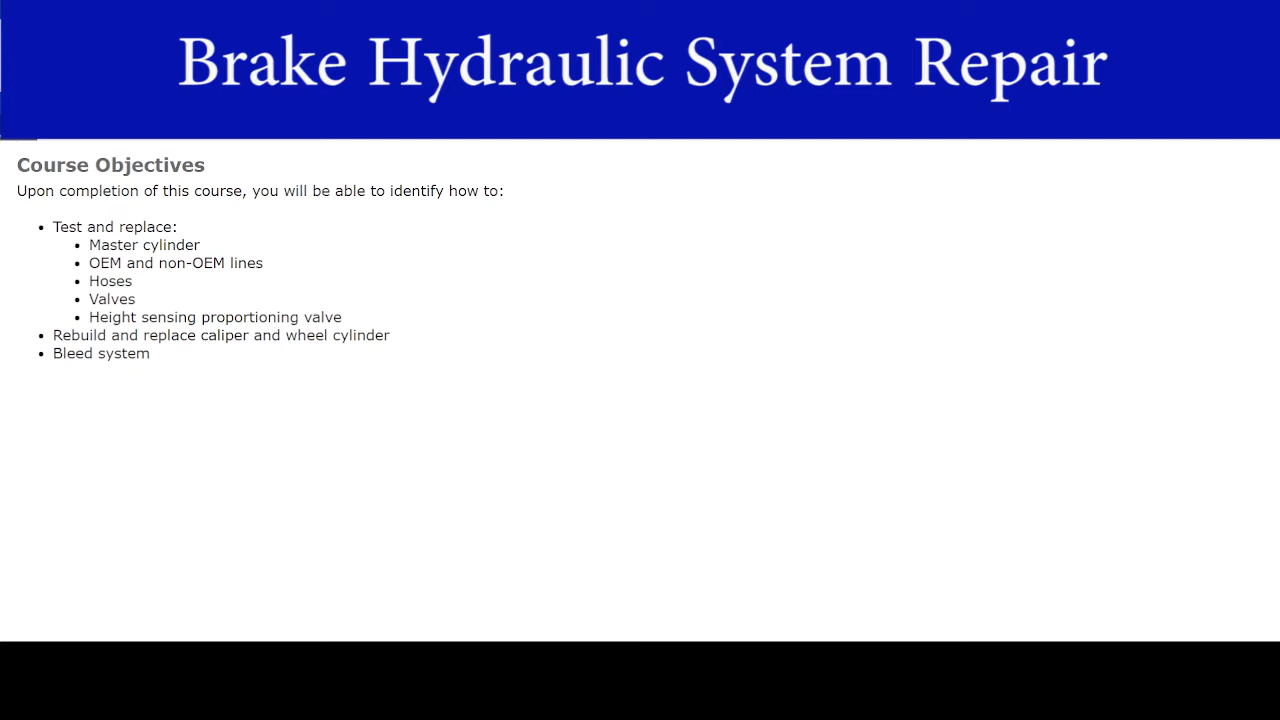 Brake Hydraulic System Repair
Course Objectives
Upon completion of this course, you will be able to identify how to:
• Test and replace:
• Master cylinder
• OEM and non-OEM lines
• Hoses
• Valves
• Height sensing proportioning valve
• Rebuild and replace caliper and wheel cylinder
• Bleed system